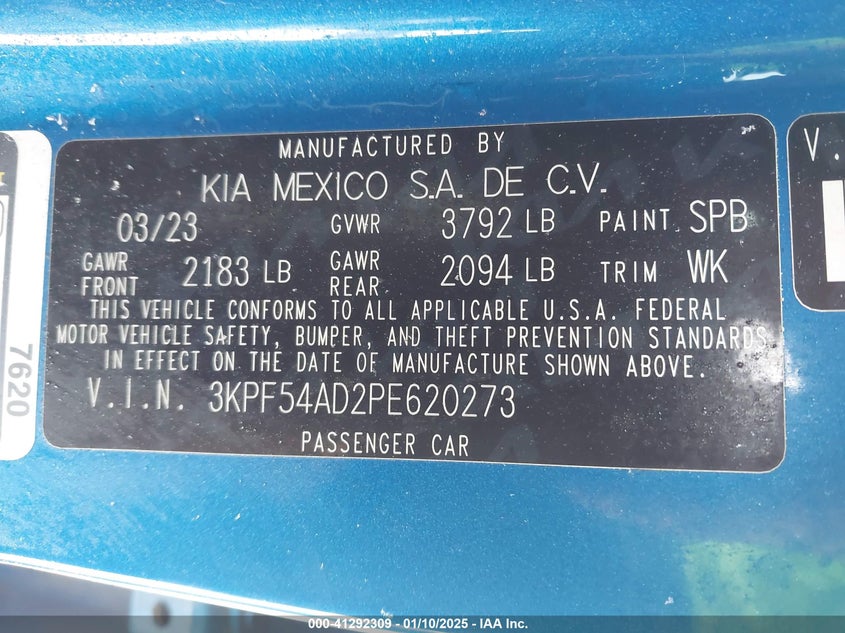 MANUFACTURED BY
KIA MEXICO S.A. DE C.V.
03/23 GVWR 3792 LB PAINT SPB
GAWR FRONT 2183 LB GAWR REAR 2094 LB TRIM WK
THIS VEHICLE CONFORMS TO ALL APPLICABLE U.S.A. FEDERAL
MOTOR VEHICLE SAFETY, BUMPER, AND THEFT PREVENTION STANDARDS
IN EFFECT ON THE DATE OF MANUFACTURE SHOWN ABOVE.
V.I.N. 3KPF54AD2PE620273
PASSENGER CAR
7620
V.
000-41292309 - 01/10/2025 - IAA Inc.